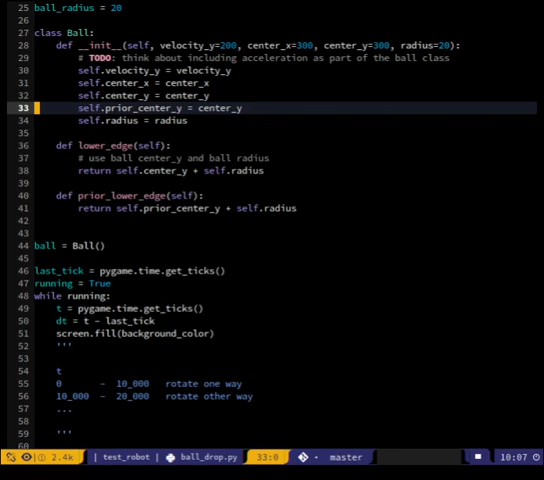 25 ball_radius = 20
26
27 class Ball:
28     def __init__(self, velocity_y=200, center_x=300, center_y=300, radius=20):
29         # TODO: think about including acceleration as part of the ball class
30         self.velocity_y = velocity_y
31         self.center_x = center_x
32         self.center_y = center_y
33         self.prior_center_y = center_y
34         self.radius = radius
35
36     def lower_edge(self):
37         # use ball center_y and ball radius
38         return self.center_y + self.radius
39
40     def prior_lower_edge(self):
41         return self.prior_center_y + self.radius
42
43
44 ball = Ball()
45
46 last_tick = pygame.time.get_ticks()
47 running = True
48 while running:
49     t = pygame.time.get_ticks()
50     dt = t - last_tick
51     screen.fill(background_color)
52     '''
53
54     t
55     0       -  10_000   rotate one way
56     10_000  -  20_000   rotate other way
57     ...
58
59     '''
60
2.4k | test_robot | ball_drop.py 33:0 master 10:07